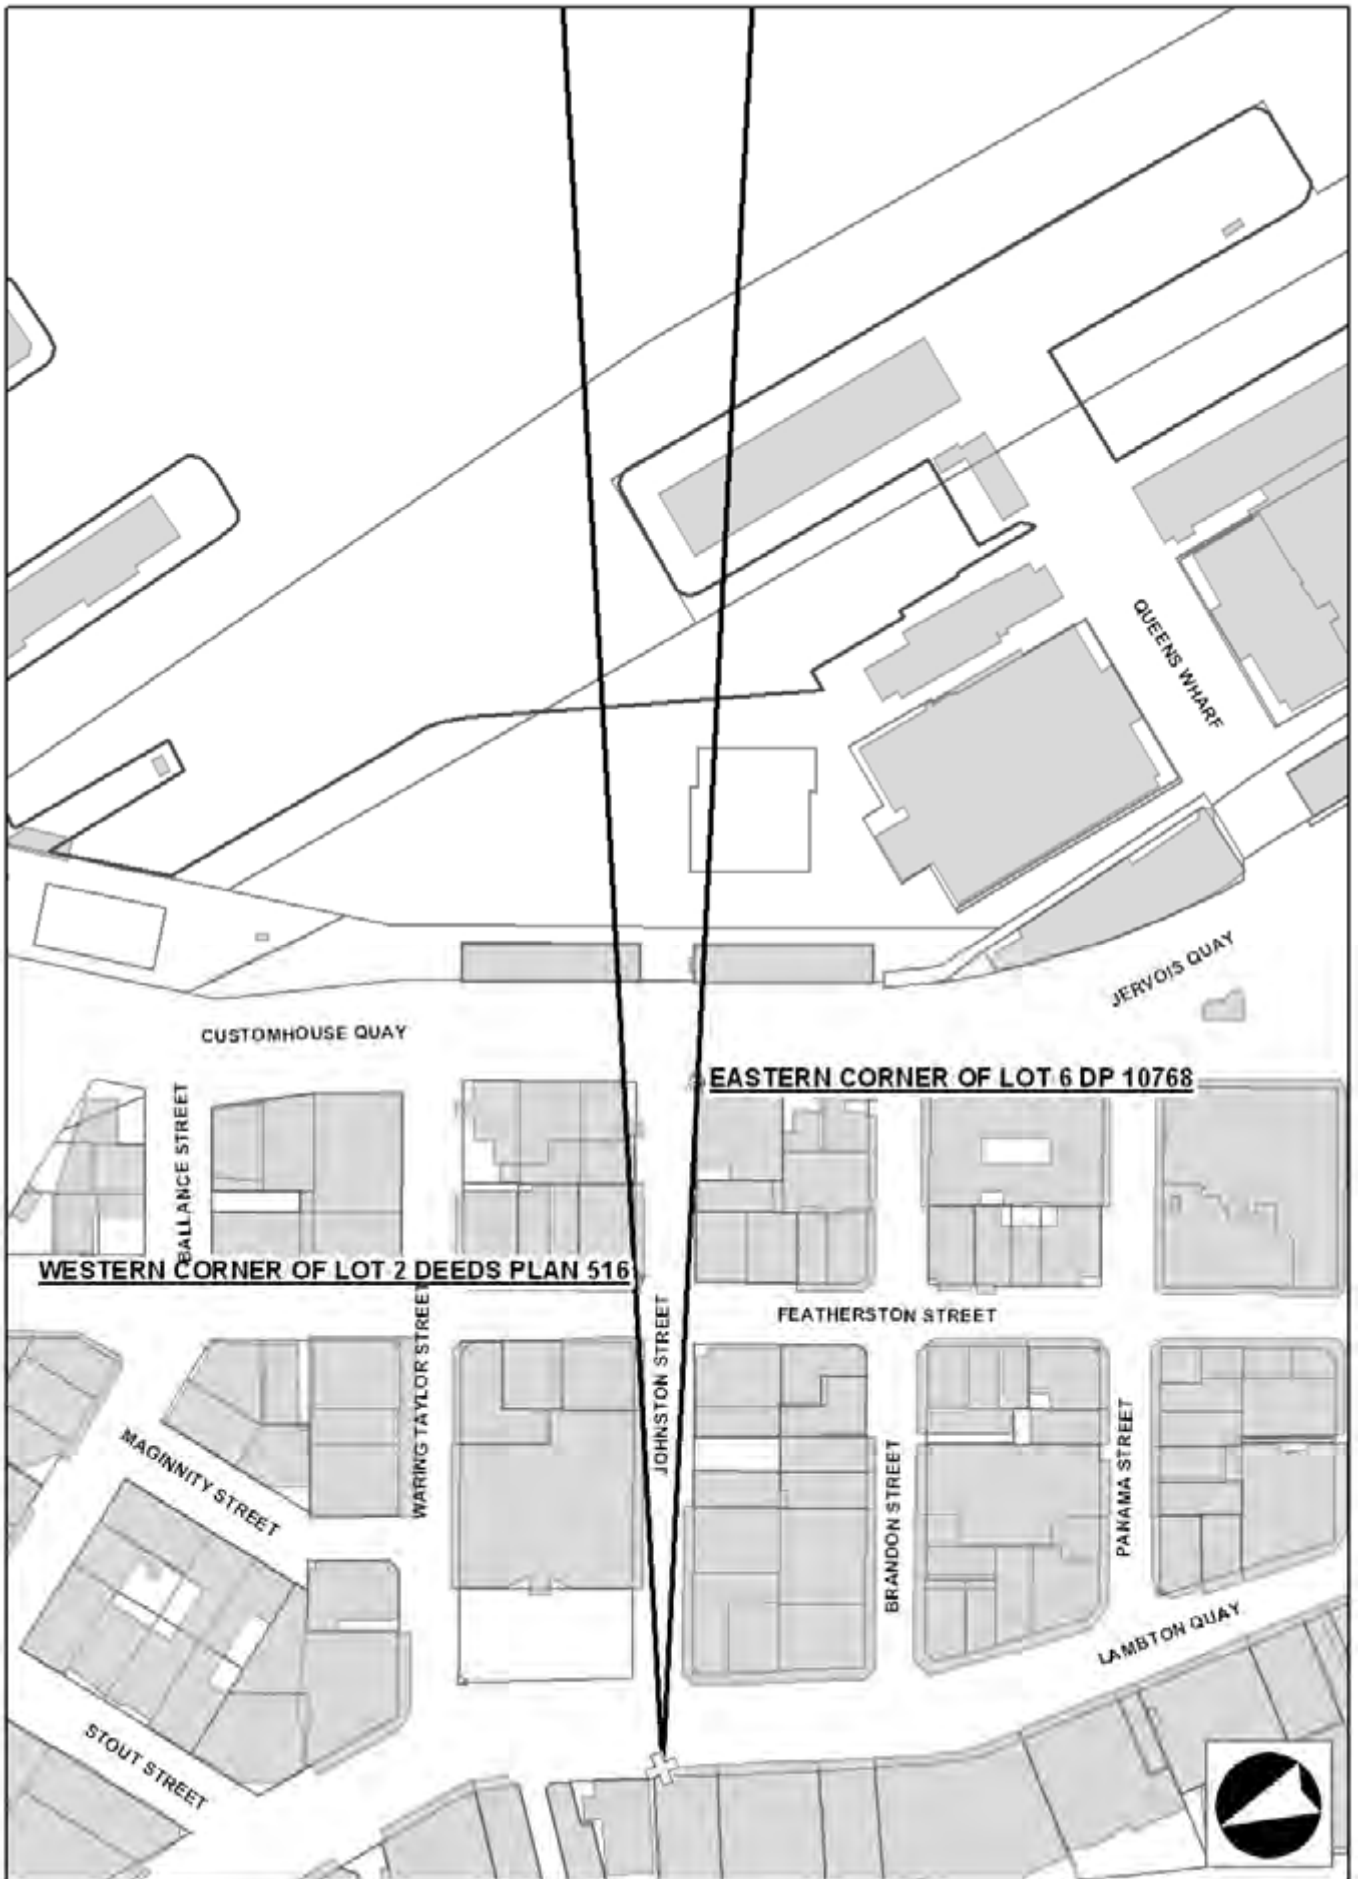 QUEENS WHARF
JERVOIS QUAY
CUSTOMHOUSE QUAY
EASTERN CORNER OF LOT 6 DP 10768
BALLANCE STREET
WESTERN CORNER OF LOT 2 DEEDS PLAN 516
FEATHERSTON STREET
WARING TAYLOR STREET
JOHNSTON STREET
MAGINNITY STREET
BRANDON STREET
PANAMA STREET
LAMBTON QUAY
STOUT STREET